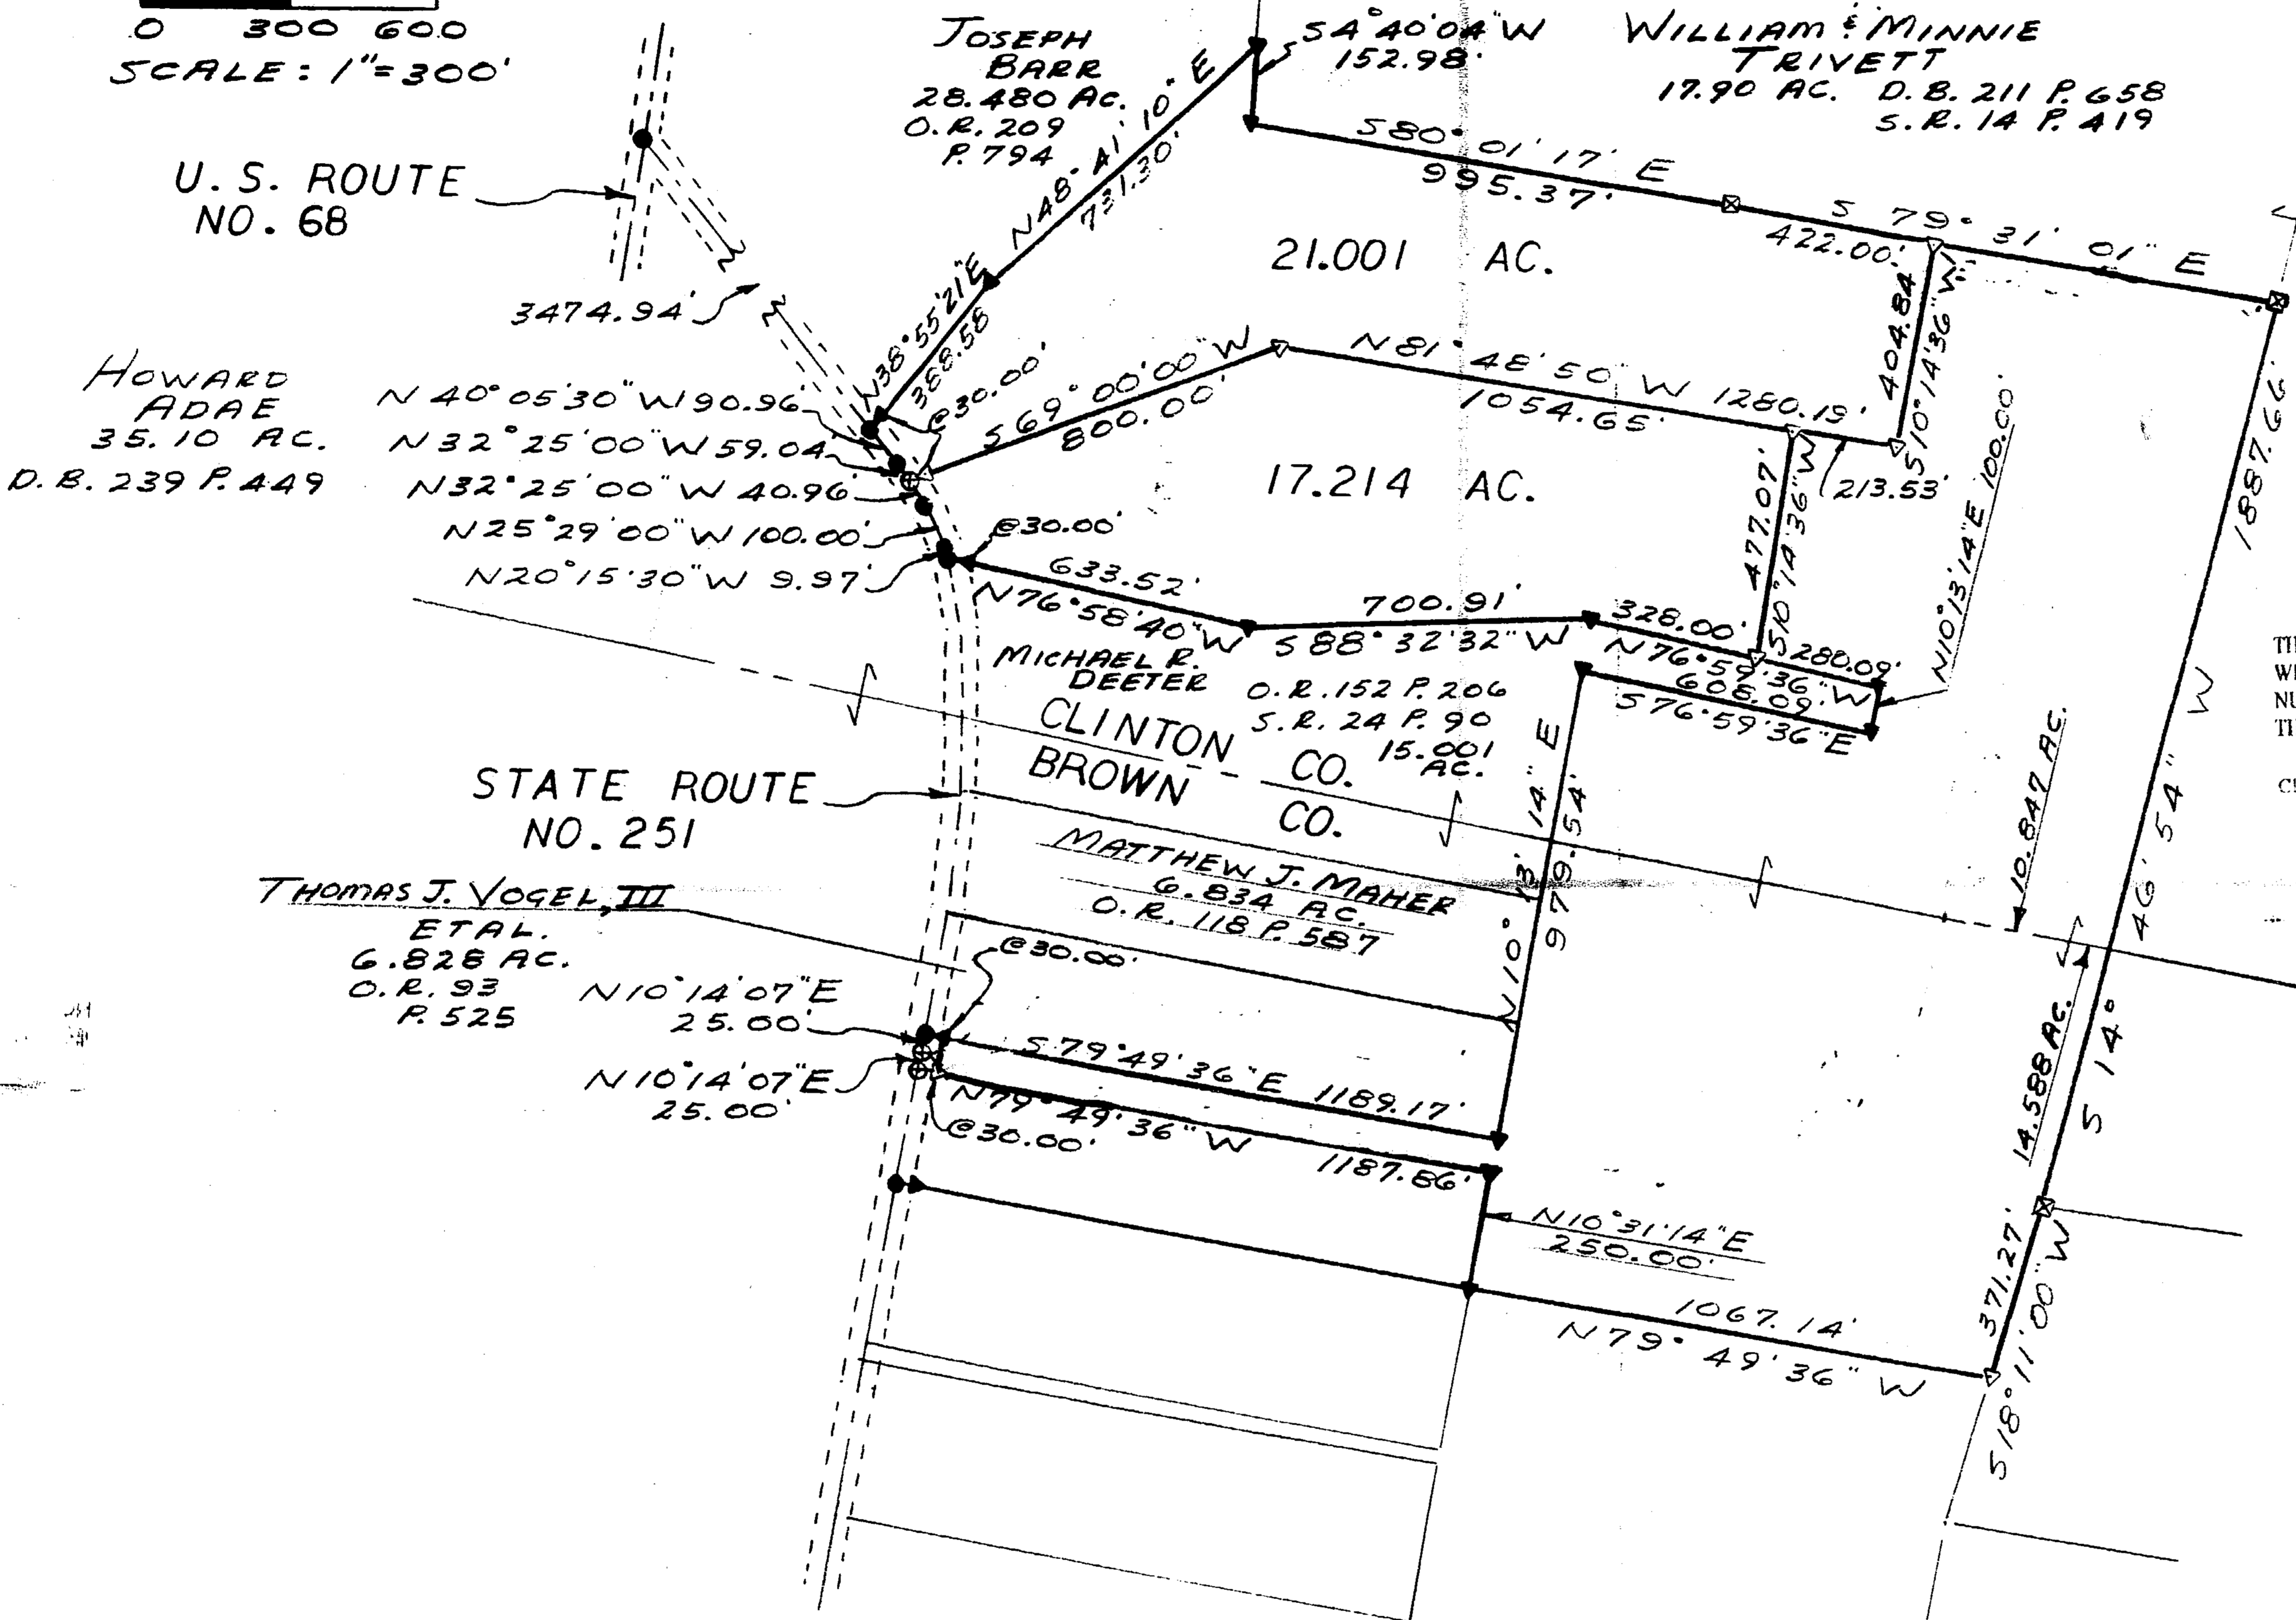 0 300 600
SCALE: 1"=300'
U.S. ROUTE
NO. 68
3474.94'
JOSEPH
BARR
28.480 AC.
O.R. 209
P. 794
S4°40'04"W
152.98'
WILLIAM & MINNIE
TRIVETT
17.90 AC. D.B. 211 P. 658
S.R. 14 P. 419
N48°41'10"E
731.30'
S80°01'17"E
995.37'
S 79°31'01" E
422.00'
21.001 AC.
N38°55'21"E
388.58
@30.00'
S69°00'00"W
800.00'
N81°48'50"W 1280.19'
1054.65'
404.84'
S10°14'36"W
213.53'
HOWARD
ADAE
35.10 AC.
D.B. 239 P. 449
N40°05'30"W 90.96'
N32°25'00"W 59.04'
N32°25'00"W 40.96'
N25°29'00"W 100.00'
N20°15'30"W 9.97'
17.214 AC.
477.07'
S10°14'36"W
N10°13'14"E 100.00'
1887.66'
S 14° 46' 54" W
@30.00'
633.52'
N76°58'40"W
700.91'
S88°32'32"W
328.00'
280.09'
N76°59'36"W
608.09'
S76°59'36"E
MICHAEL R.
DEETER
O.R. 152 P. 206
S.R. 24 P. 90
15.001
AC.
CLINTON CO.
BROWN CO.
N10°13'14"E
979.54'
10.847 AC.
STATE ROUTE
NO. 251
MATTHEW J. MAHER
6.834 AC.
O.R. 118 P. 587
THOMAS J. VOGEL, III
ETAL.
6.828 AC.
O.R. 93
P. 525
@30.00'
N10°14'07"E
25.00'
N10°14'07"E
25.00'
S79°49'36"E 1189.17'
N79°49'36"W
1187.86'
@30.00'
14.588 AC.
N10°31'14"E
250.00'
371.27'
S18°11'00"W
1067.14'
N79°49'36"W